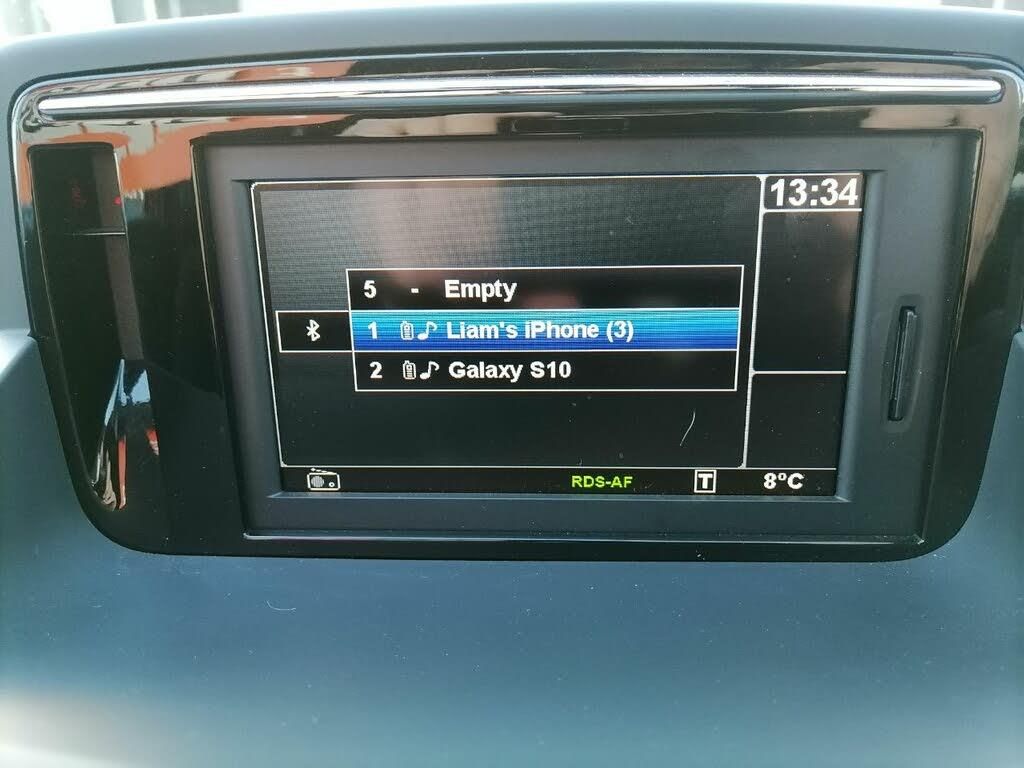 13:34
5 - Empty
1 Liam's iPhone (3)
2 Galaxy S10
RDS-AF T 8°C